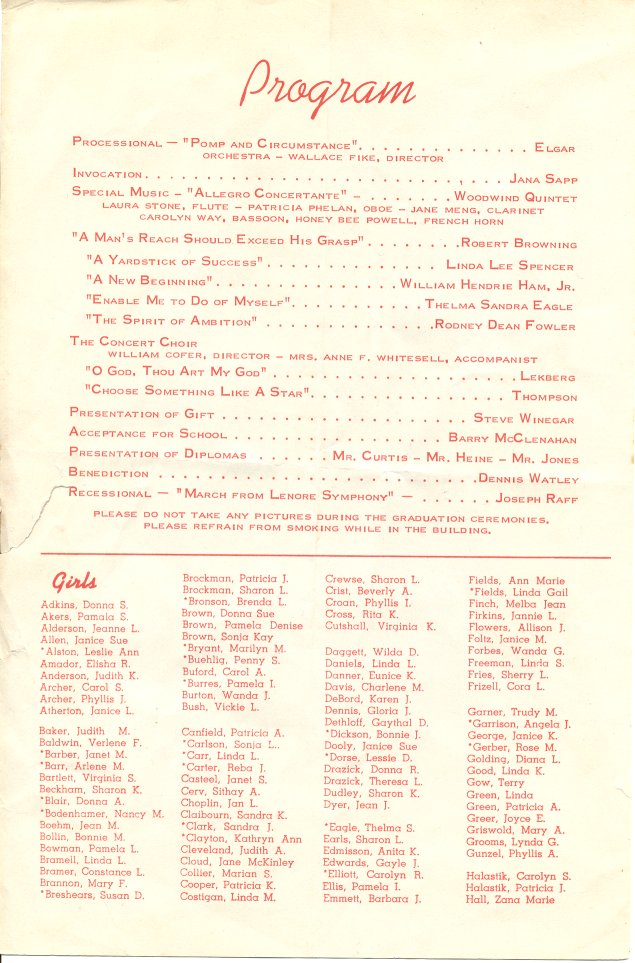 Program
Processional — "Pomp and Circumstance" . . . . . . . . . . . . . . Elgar
Orchestra – Wallace Fike, Director
Invocation . . . . . . . . . . . . . . . . . . . . . . . . . . . . Jana Sapp
Special Music – "Allegro Concertante" – . . . . . . . Woodwind Quintet
Laura Stone, Flute – Patricia Phelan, Oboe – Jane Meng, Clarinet
Carolyn Way, Bassoon, Honey Bee Powell, French Horn
"A Man's Reach Should Exceed His Grasp" . . . . . . . Robert Browning
"A Yardstick of Success" . . . . . . . . . . . . . . Linda Lee Spencer
"A New Beginning" . . . . . . . . . . . . . . William Hendrie Ham, Jr.
"Enable Me to Do of Myself" . . . . . . . . . . Thelma Sandra Eagle
"The Spirit of Ambition" . . . . . . . . . . . . . Rodney Dean Fowler
The Concert Choir
William Cofer, Director – Mrs. Anne F. Whitesell, Accompanist
"O God, Thou Art My God" . . . . . . . . . . . . . . . . . . . Lekberg
"Choose Something Like A Star" . . . . . . . . . . . . . . . Thompson
Presentation of Gift . . . . . . . . . . . . . . . . . . . Steve Winegar
Acceptance for School . . . . . . . . . . . . . . . . Barry McClenahan
Presentation of Diplomas . . . . . . Mr. Curtis – Mr. Heine – Mr. Jones
Benediction . . . . . . . . . . . . . . . . . . . . . . . . Dennis Watley
Recessional — "March from Lenore Symphony" — . . . . . . Joseph Raff
Please do not take any pictures during the graduation ceremonies.
Please refrain from smoking while in the building.
Girls
Adkins, Donna S.
Akers, Pamala S.
Alderson, Jeanne L.
Allen, Janice Sue
*Alston, Leslie Ann
Amador, Elisha R.
Anderson, Judith K.
Archer, Carol S.
Archer, Phyllis J.
Atherton, Janice L.
Baker, Judith M.
Baldwin, Verlene F.
*Barber, Janet M.
*Barr, Arlene M.
Bartlett, Virginia S.
Beckham, Sharon K.
*Blair, Donna A.
*Bodenhamer, Nancy M.
Boehm, Jean M.
Bollin, Bonnie M.
Bowman, Pamela L.
Bramell, Linda L.
Bramer, Constance L.
Brannon, Mary F.
*Breshears, Susan D.
Brockman, Patricia J.
Brockman, Sharon L.
*Bronson, Brenda L.
Brown, Donna Sue
Brown, Pamela Denise
Brown, Sonja Kay
*Bryant, Marilyn M.
*Buehlig, Penny S.
Buford, Carol A.
*Burres, Pamela I.
Burton, Wanda J.
Bush, Vickie L.
Canfield, Patricia A.
*Carlson, Sonja L.
*Carr, Linda L.
*Carter, Reba J.
Casteel, Janet S.
Cerv, Sithay A.
Choplin, Jan L.
Claibourn, Sandra K.
*Clark, Sandra J.
*Clayton, Kathryn Ann
Cleveland, Judith A.
Cloud, Jane McKinley
Collier, Marian S.
Cooper, Patricia K.
Costigan, Linda M.
Crewse, Sharon L.
Crist, Beverly A.
Croan, Phyllis I.
Cross, Rita K.
Cutshall, Virginia K.
Daggett, Wilda D.
Daniels, Linda L.
Danner, Eunice K.
Davis, Charlene M.
DeBord, Karen J.
Dennis, Gloria J.
Dethloff, Gaythal D.
*Dickson, Bonnie J.
Dooly, Janice Sue
*Dorse, Lessie D.
Drazick, Donna R.
Drazick, Theresa L.
Dudley, Sharon K.
Dyer, Jean J.
*Eagle, Thelma S.
Earls, Sharon L.
Edmisson, Anita K.
Edwards, Gayle J.
*Elliott, Carolyn R.
Ellis, Pamela I.
Emmett, Barbara J.
Fields, Ann Marie
*Fields, Linda Gail
Finch, Melba Jean
Firkins, Jannie L.
Flowers, Allison J.
Foltz, Janice M.
Forbes, Wanda G.
Freeman, Linda S.
Fries, Sherry L.
Frizell, Cora L.
Garner, Trudy M.
*Garrison, Angela J.
George, Janice K.
*Gerber, Rose M.
Golding, Diana L.
Good, Linda K.
Gow, Terry
Green, Linda
Green, Patricia A.
Greer, Joyce E.
Griswold, Mary A.
Grooms, Lynda G.
Gunzel, Phyllis A.
Halastik, Carolyn S.
Halastik, Patricia J.
Hall, Zana Marie